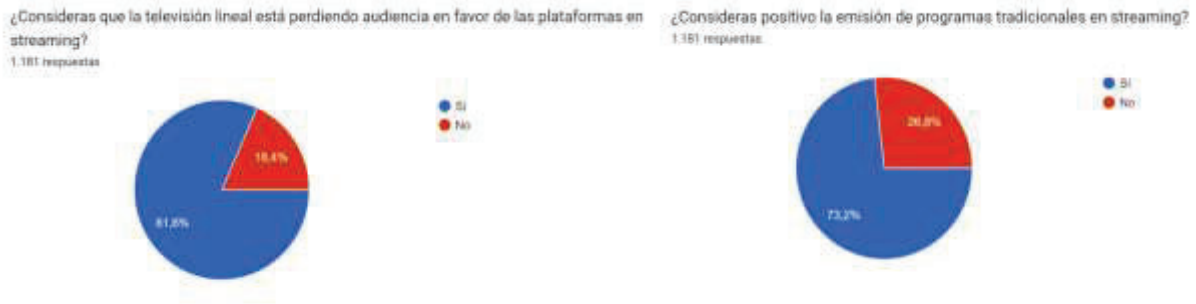 ¿Consideras que la televisión lineal está perdiendo audiencia en favor de las plataformas en
streaming?
1.181 respuestas
Sí
No
18,4%
81,6%
¿Consideras positivo la emisión de programas tradicionales en streaming?
1.181 respuestas
Sí
No
26,8%
73,2%